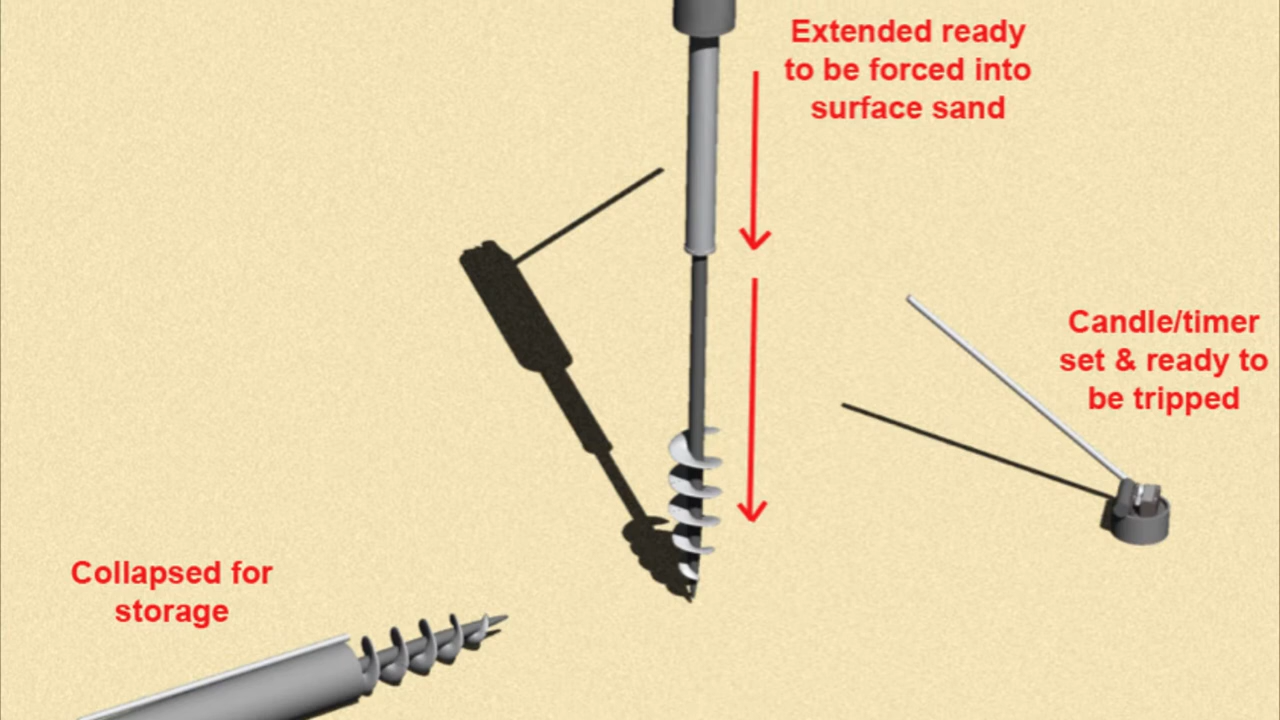 Extended ready
to be forced into
surface sand
Candle/timer
set & ready to
be tripped
Collapsed for
storage